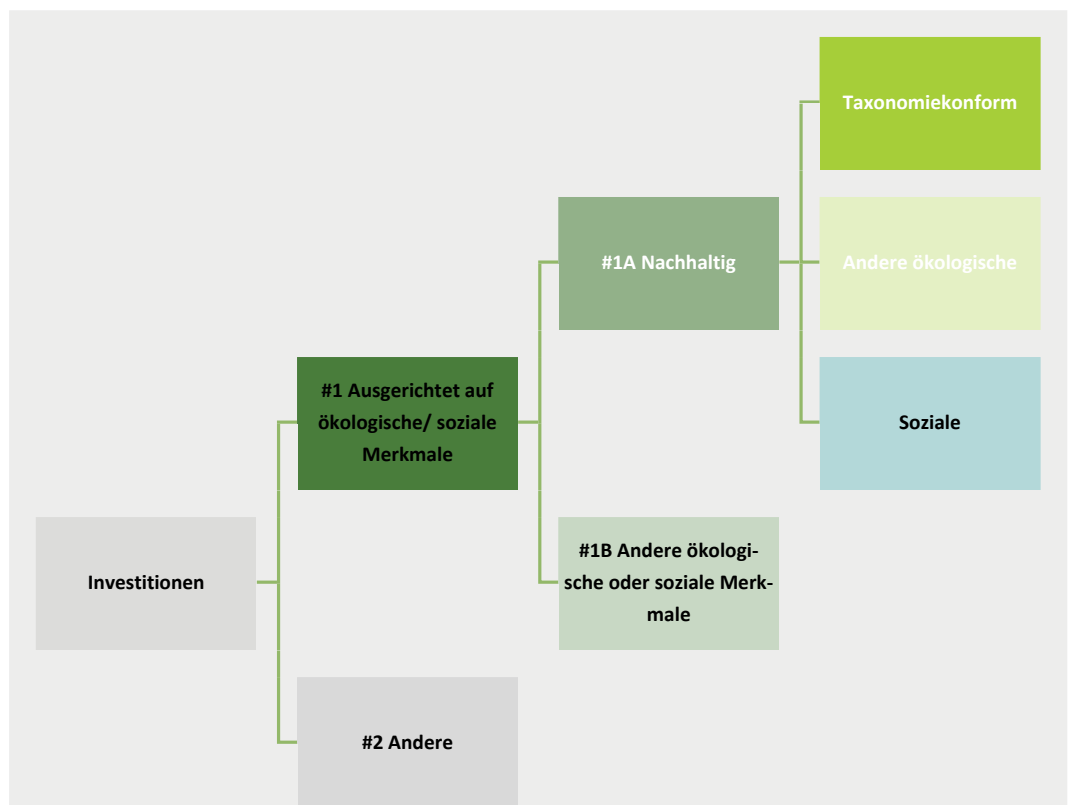 Taxonomiekonform
#1A Nachhaltig
Andere ökologische
#1 Ausgerichtet auf
ökologische/ soziale
Merkmale
Soziale
#1B Andere ökologi-
sche oder soziale Merk-
male
Investitionen
#2 Andere